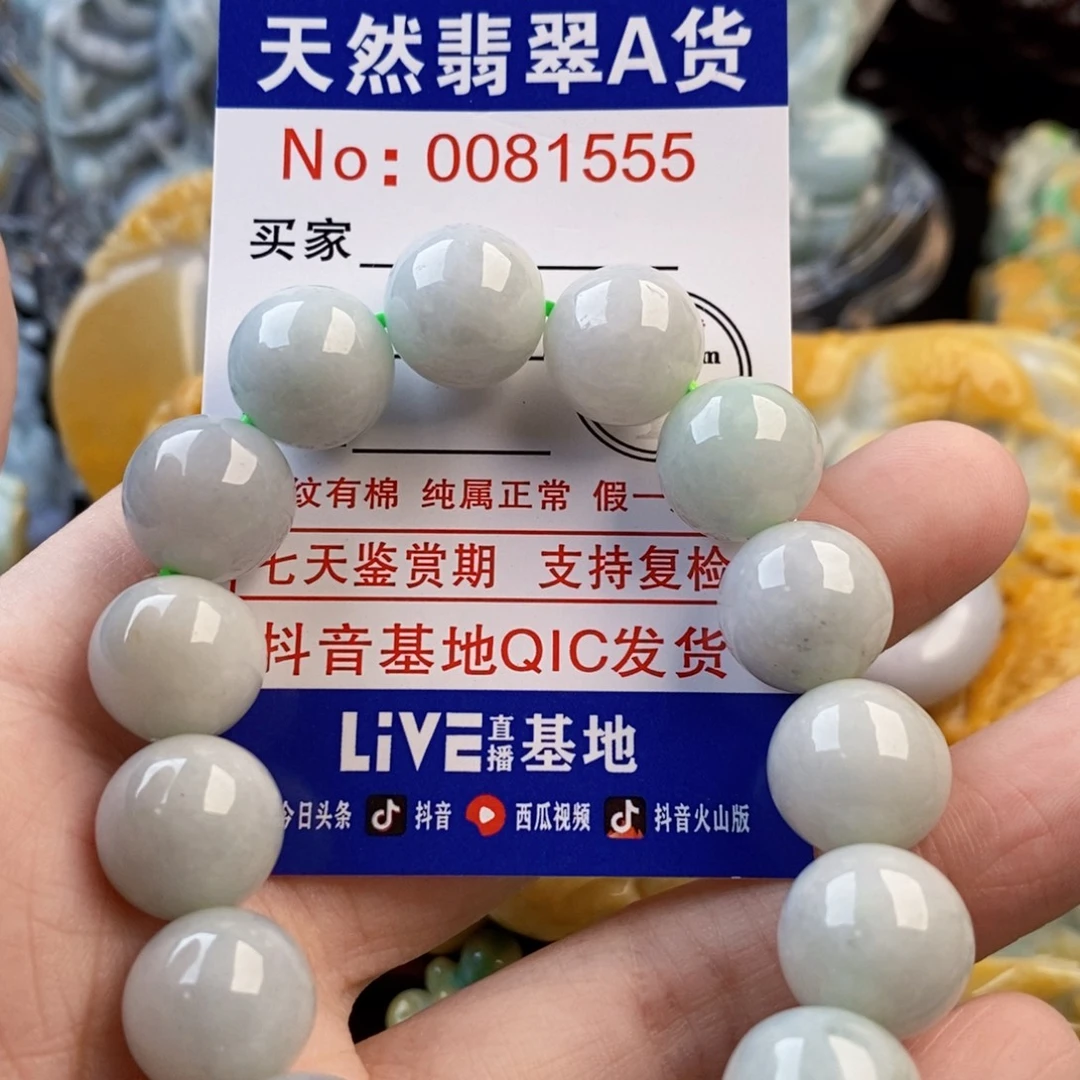 天然翡翠A货
No: 0081555
买家
m
纹有棉 纯属正常 假一
七天鉴赏期 支持复检
抖音基地QIC发货
LiVE直播基地
今日头条 抖音 西瓜视频 抖音火山版